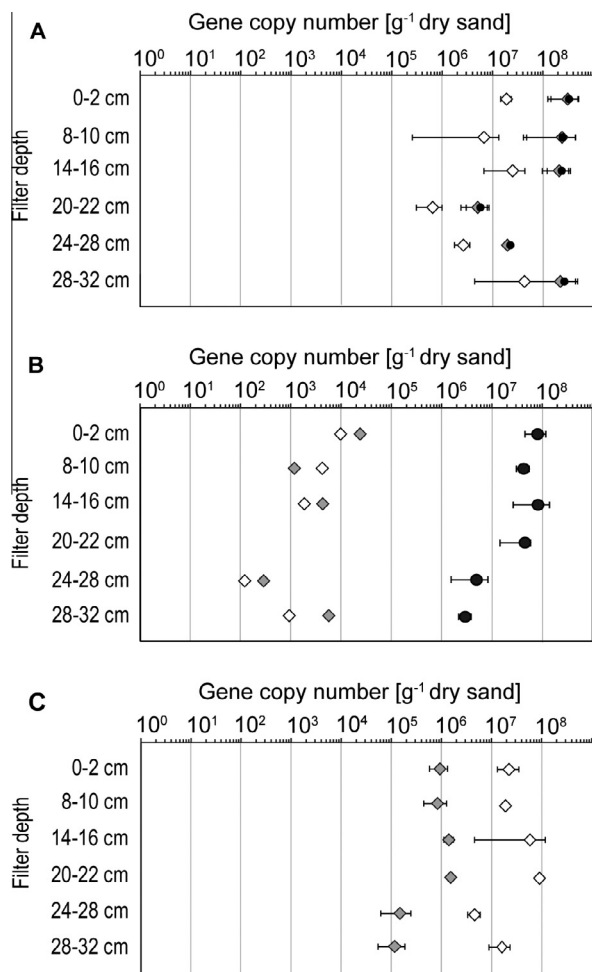 A
Gene copy number [g⁻¹ dry sand]
10⁰ 10¹ 10² 10³ 10⁴ 10⁵ 10⁶ 10⁷ 10⁸
Filter depth
0-2 cm
8-10 cm
14-16 cm
20-22 cm
24-28 cm
28-32 cm
B
Gene copy number [g⁻¹ dry sand]
10⁰ 10¹ 10² 10³ 10⁴ 10⁵ 10⁶ 10⁷ 10⁸
Filter depth
0-2 cm
8-10 cm
14-16 cm
20-22 cm
24-28 cm
28-32 cm
C
Gene copy number [g⁻¹ dry sand]
10⁰ 10¹ 10² 10³ 10⁴ 10⁵ 10⁶ 10⁷ 10⁸
Filter depth
0-2 cm
8-10 cm
14-16 cm
20-22 cm
24-28 cm
28-32 cm